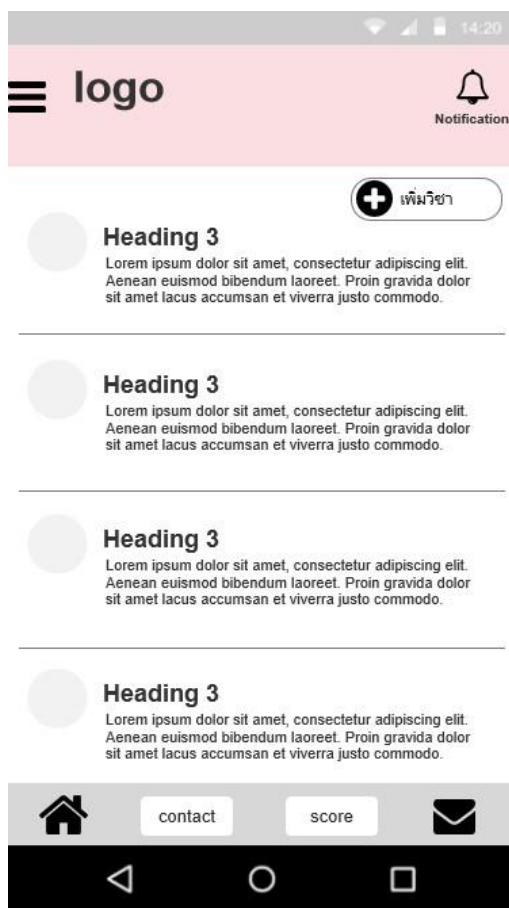 14:20
logo
Notification
เพิ่มวิชา
Heading 3
Lorem ipsum dolor sit amet, consectetur adipiscing elit.
Aenean euismod bibendum laoreet. Proin gravida dolor
sit amet lacus accumsan et viverra justo commodo.
Heading 3
Lorem ipsum dolor sit amet, consectetur adipiscing elit.
Aenean euismod bibendum laoreet. Proin gravida dolor
sit amet lacus accumsan et viverra justo commodo.
Heading 3
Lorem ipsum dolor sit amet, consectetur adipiscing elit.
Aenean euismod bibendum laoreet. Proin gravida dolor
sit amet lacus accumsan et viverra justo commodo.
Heading 3
Lorem ipsum dolor sit amet, consectetur adipiscing elit.
Aenean euismod bibendum laoreet. Proin gravida dolor
sit amet lacus accumsan et viverra justo commodo.
contact score